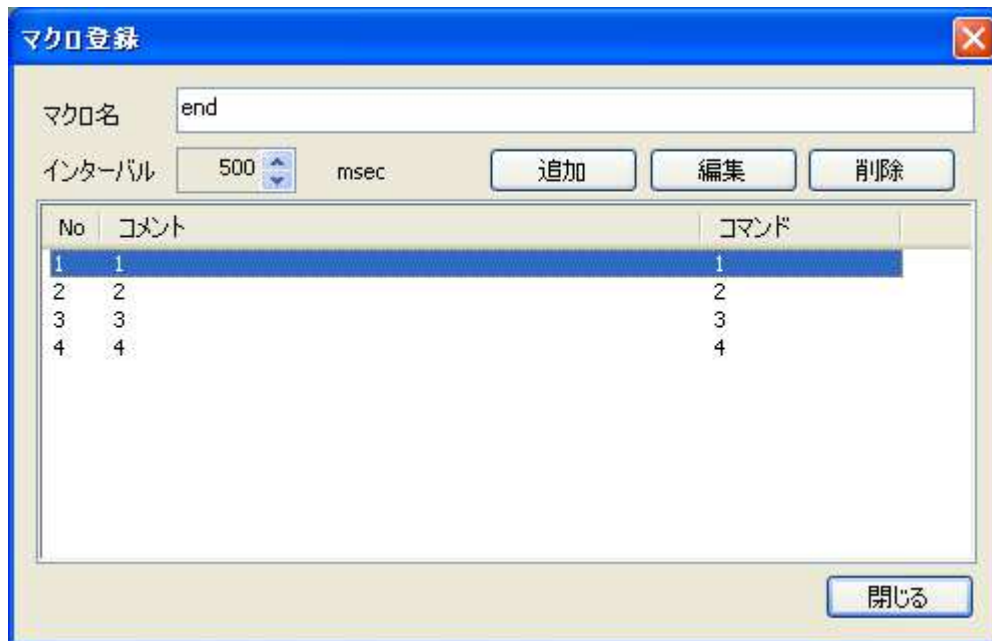 マクロ登録
マクロ名 end
インターバル 500 msec 追加 編集 削除
No コメント コマンド
1 1 1
2 2 2
3 3 3
4 4 4
閉じる